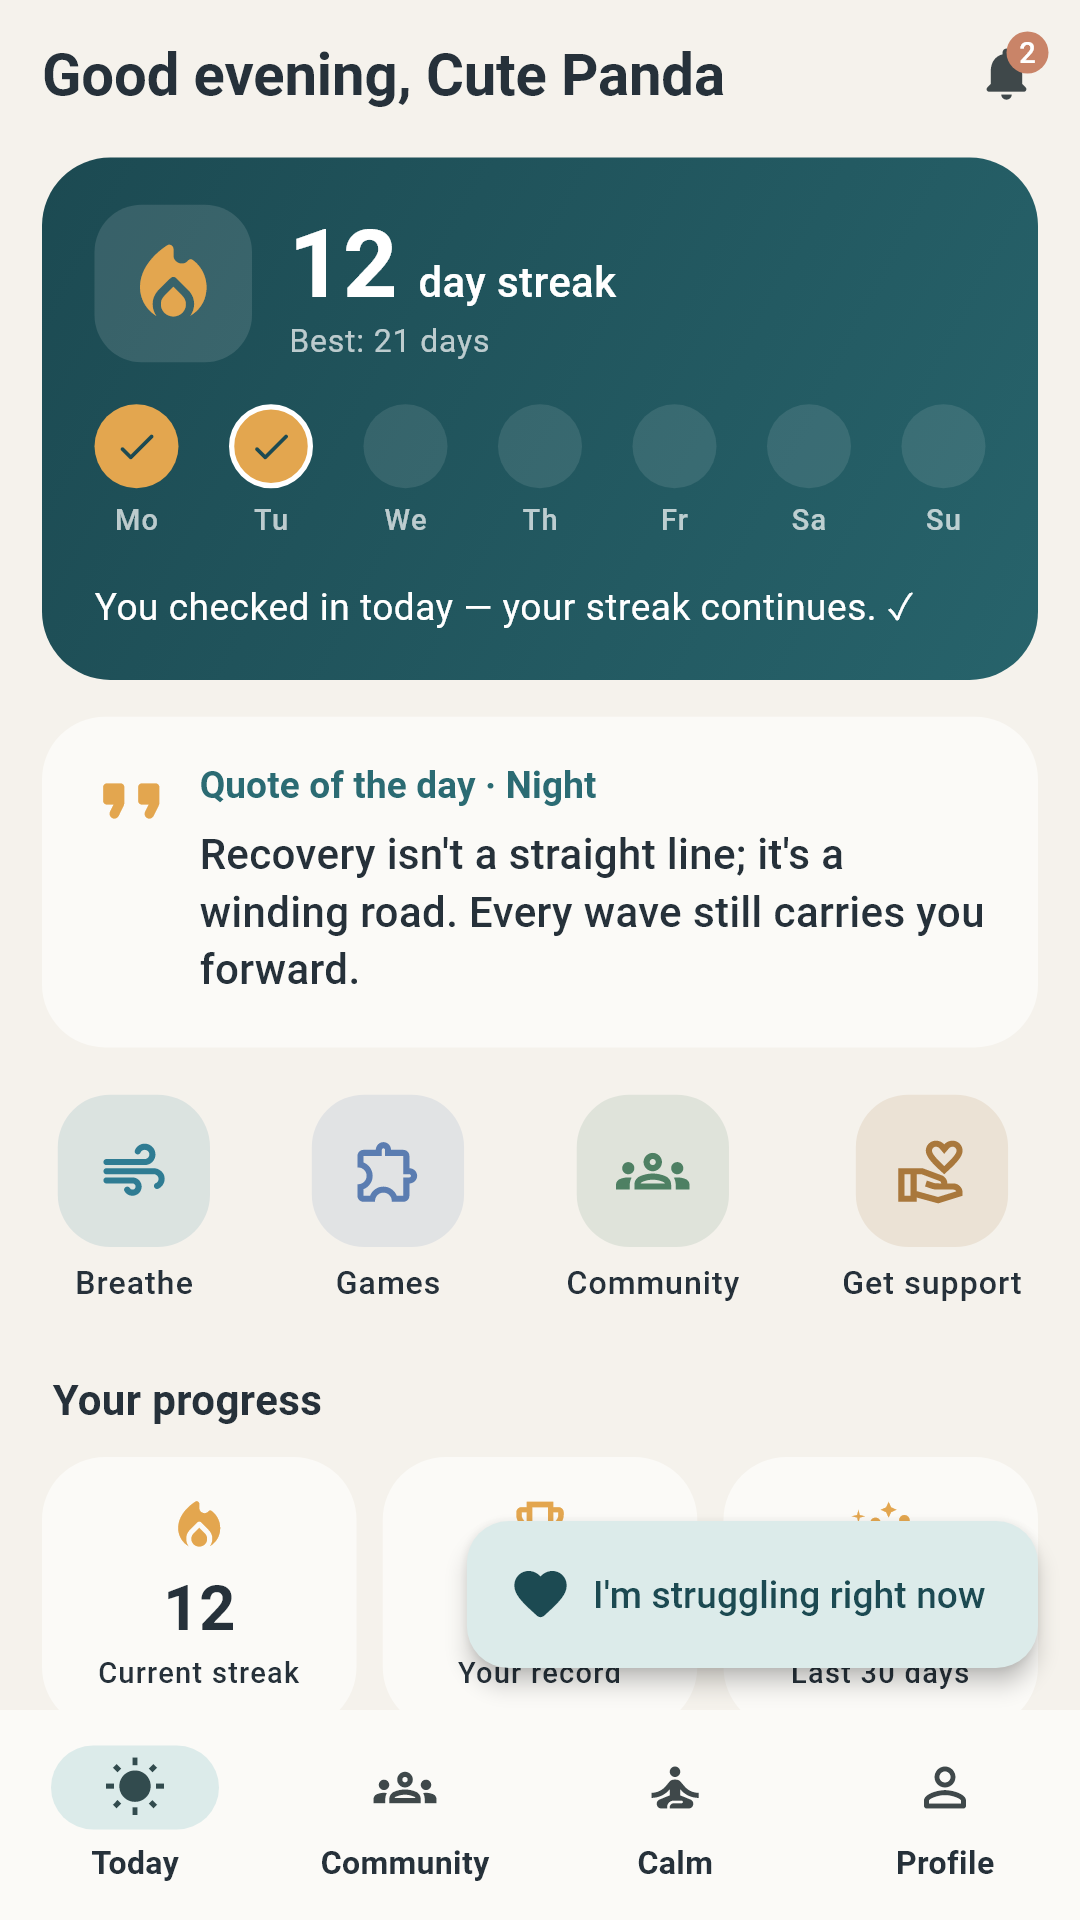 Good evening, Cute Panda
2
12 day streak
Best: 21 days
Mo Tu We Th Fr Sa Su
You checked in today — your streak continues. ✓
Quote of the day · Night
Recovery isn't a straight line; it's a
winding road. Every wave still carries you
forward.
Breathe Games Community Get support
Your progress
12
I'm struggling right now
Current streak Your record Last 30 days
Today Community Calm Profile